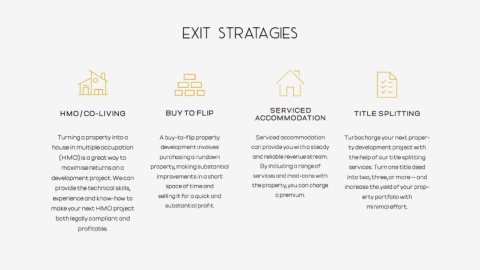 EXIT STRATAGIES
HMO/CO-LIVING
Turning a property into a
house in multiple occupation
(HMO) is a great way to
maximise returns on a
development project. We can
provide the technical skills,
experience and know-how to
make your next HMO project
both legally compliant and
profitable.
BUY TO FLIP
A buy-to-flip property
development involves
purchasing a rundown
property, making substantial
improvements in a short
space of time and
selling it for a quick and
substantial profit.
SERVICED
ACCOMMODATION
Serviced accommodation
can provide you with a steady
and reliable revenue stream.
By including a range of
services and mod-cons with
the property, you can charge
a premium.
TITLE SPLITTING
Turbocharge your next proper-
ty development project with
the help of our title splitting
services. Turn one title deed
into two, three, or more — and
increase the yield of your prop-
erty portfolio with
minimal effort.